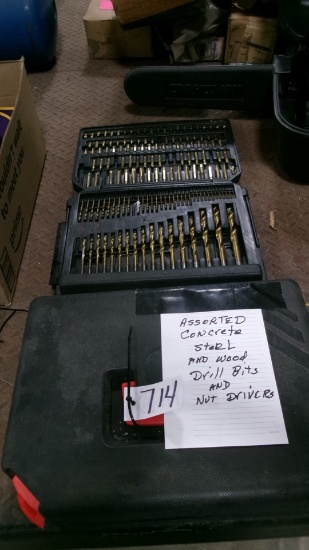 ASSORTED
CONCRETE
STEEL
AND WOOD
Drill Bits
AND
NUT DRIVERS
714